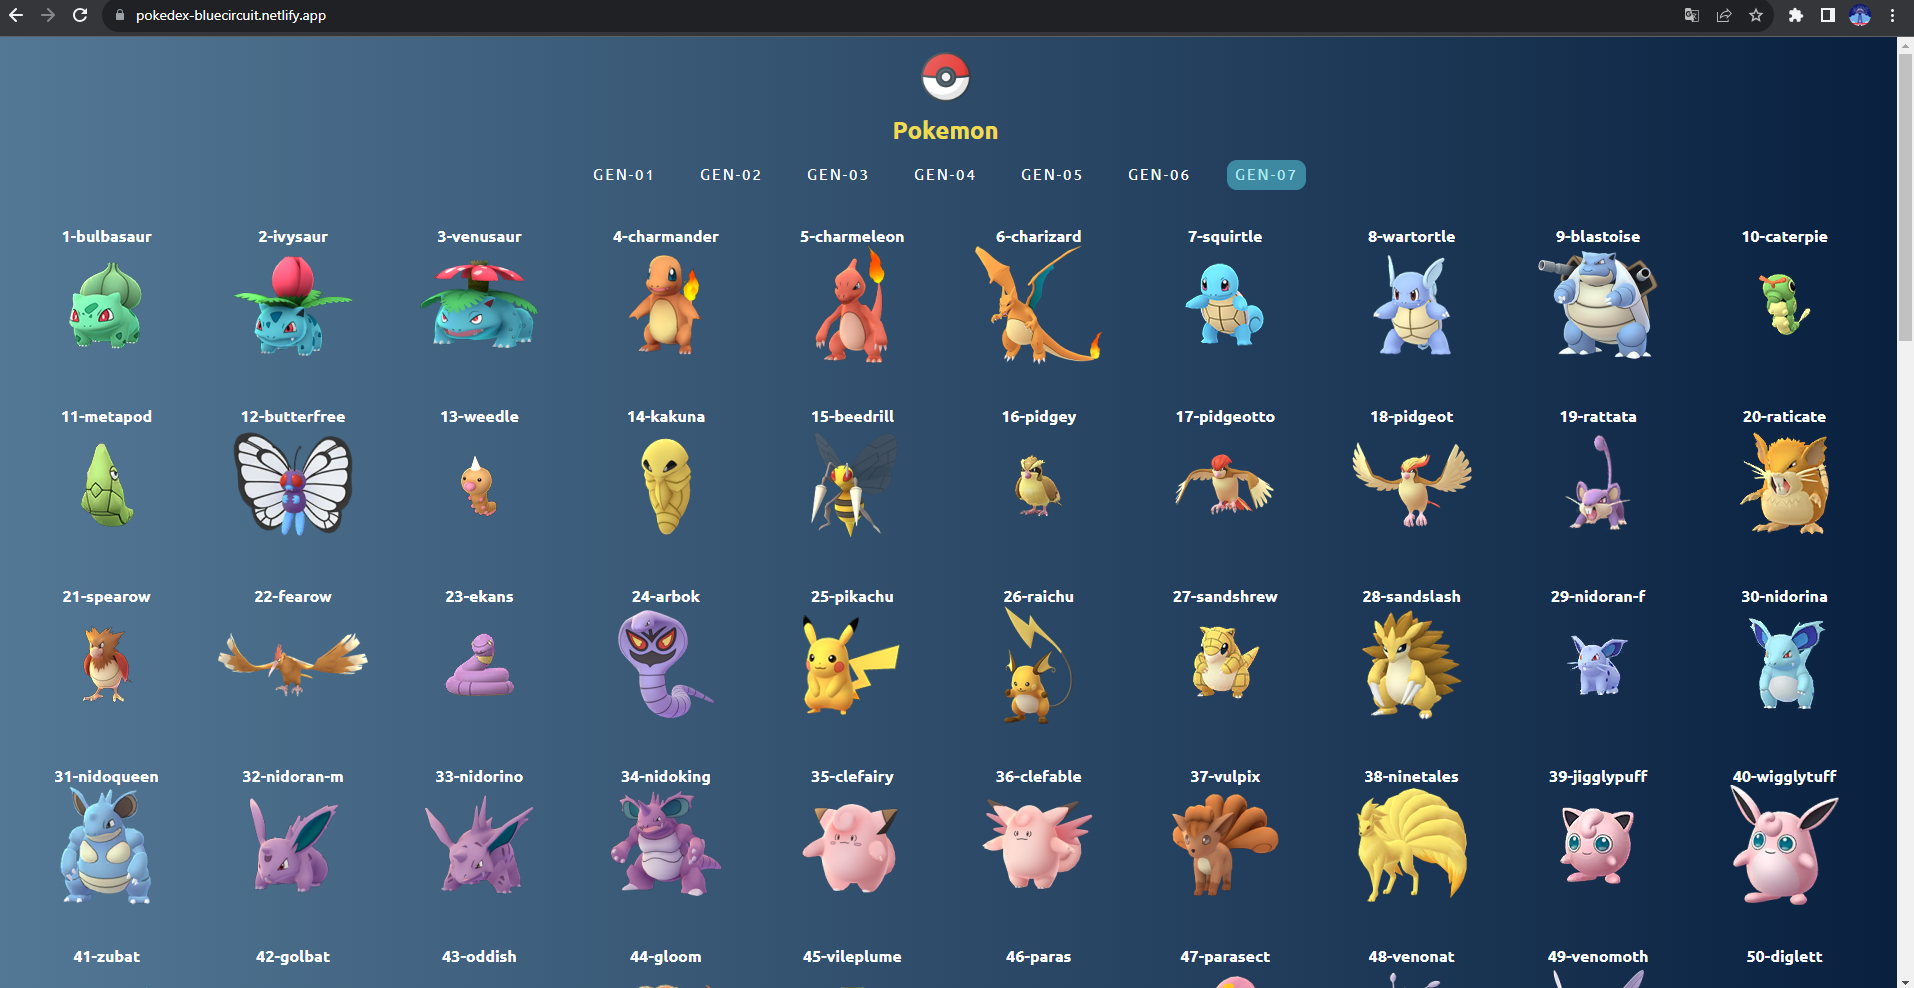 pokedex-bluecircuit.netlify.app
Pokemon
GEN-01 GEN-02 GEN-03 GEN-04 GEN-05 GEN-06 GEN-07
1-bulbasaur 2-ivysaur 3-venusaur 4-charmander 5-charmeleon 6-charizard 7-squirtle 8-wartortle 9-blastoise 10-caterpie
11-metapod 12-butterfree 13-weedle 14-kakuna 15-beedrill 16-pidgey 17-pidgeotto 18-pidgeot 19-rattata 20-raticate
21-spearow 22-fearow 23-ekans 24-arbok 25-pikachu 26-raichu 27-sandshrew 28-sandslash 29-nidoran-f 30-nidorina
31-nidoqueen 32-nidoran-m 33-nidorino 34-nidoking 35-clefairy 36-clefable 37-vulpix 38-ninetales 39-jigglypuff 40-wigglytuff
41-zubat 42-golbat 43-oddish 44-gloom 45-vileplume 46-paras 47-parasect 48-venonat 49-venomoth 50-diglett